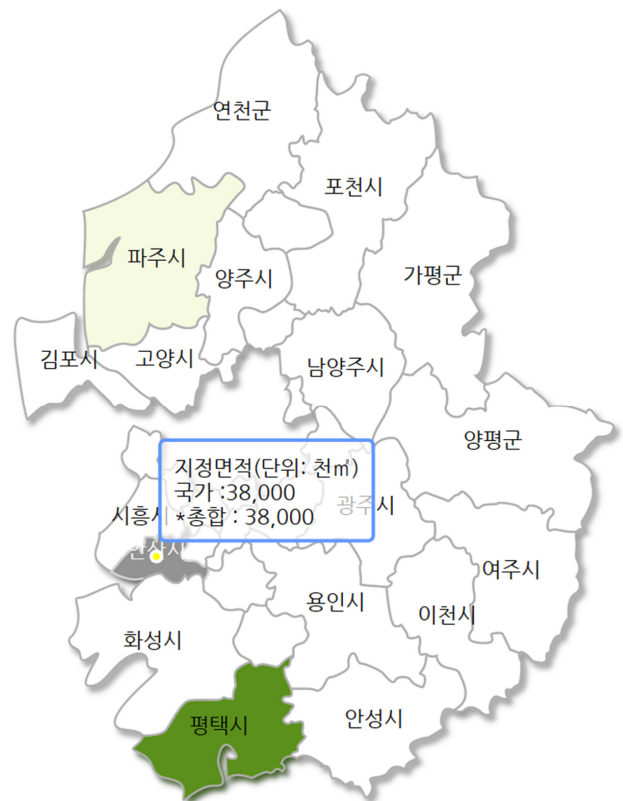 연천군
포천시
파주시
양주시
가평군
김포시
고양시
남양주시
양평군
지정면적(단위: 천㎡)
국가 :38,000
*총합 : 38,000
시흥시
광주시
안산시
여주시
용인시
이천시
화성시
평택시
안성시